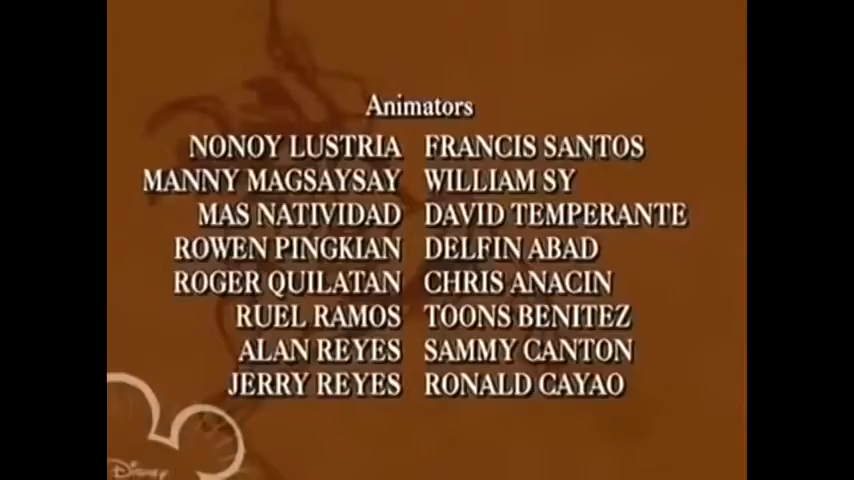 Animators
NONOY LUSTRIA FRANCIS SANTOS
MANNY MAGSAYSAY WILLIAM SY
MAS NATIVIDAD DAVID TEMPERANTE
ROWEN PINGKIAN DELFIN ABAD
ROGER QUILATAN CHRIS ANACIN
RUEL RAMOS TOONS BENITEZ
ALAN REYES SAMMY CANTON
JERRY REYES RONALD CAYAO
Disney